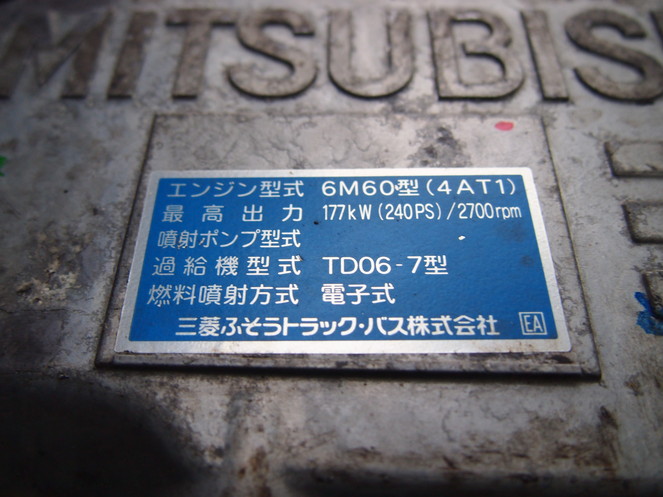 MITSUBIS
エンジン型式 6M60型(4AT1)
最高出力 177kW(240PS)/2700rpm
噴射ポンプ型式
過給機型式 TD06-7型
燃料噴射方式 電子式
三菱ふそうトラック・バス株式会社 EA